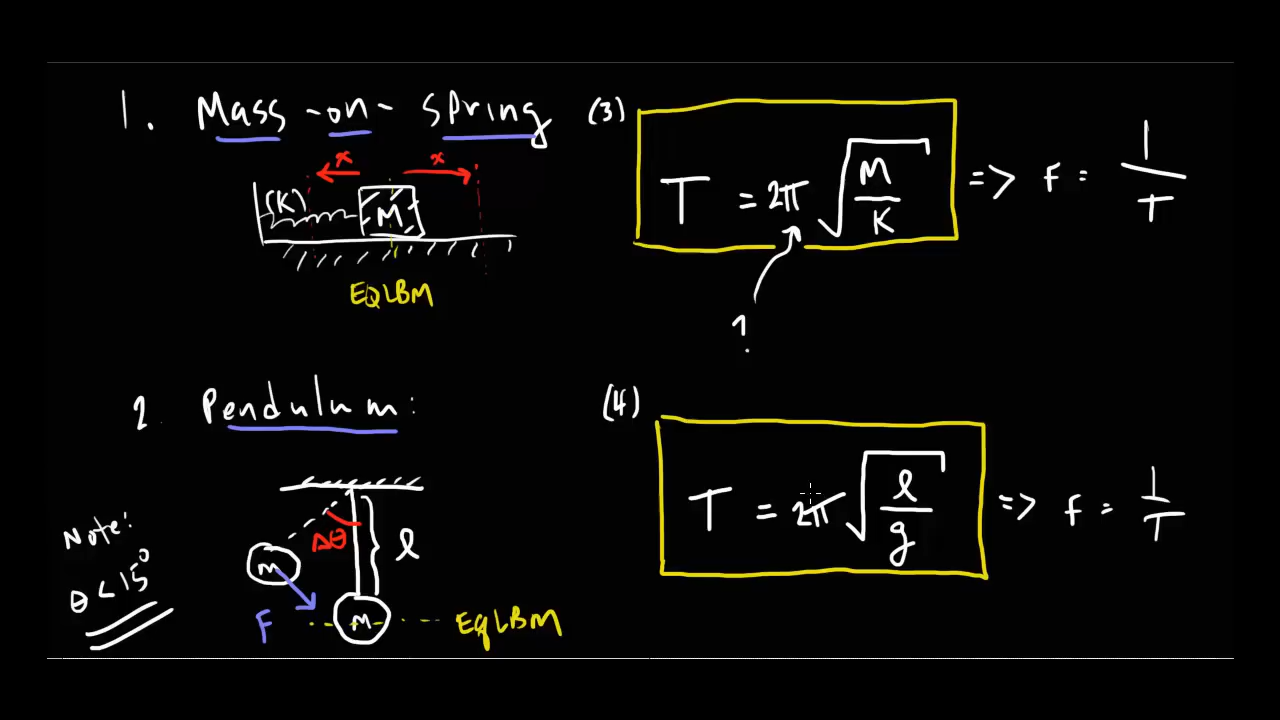 1. Mass-on-spring
x x
(K)
M
EQLBM
(3)
T = 2π √(M/K) => F = 1/T
?
2. Pendulum:
Note:
θ < 15°
Δθ
l
m
F
m
EqLBM
(4)
T = 2π √(l/g) => f = 1/T